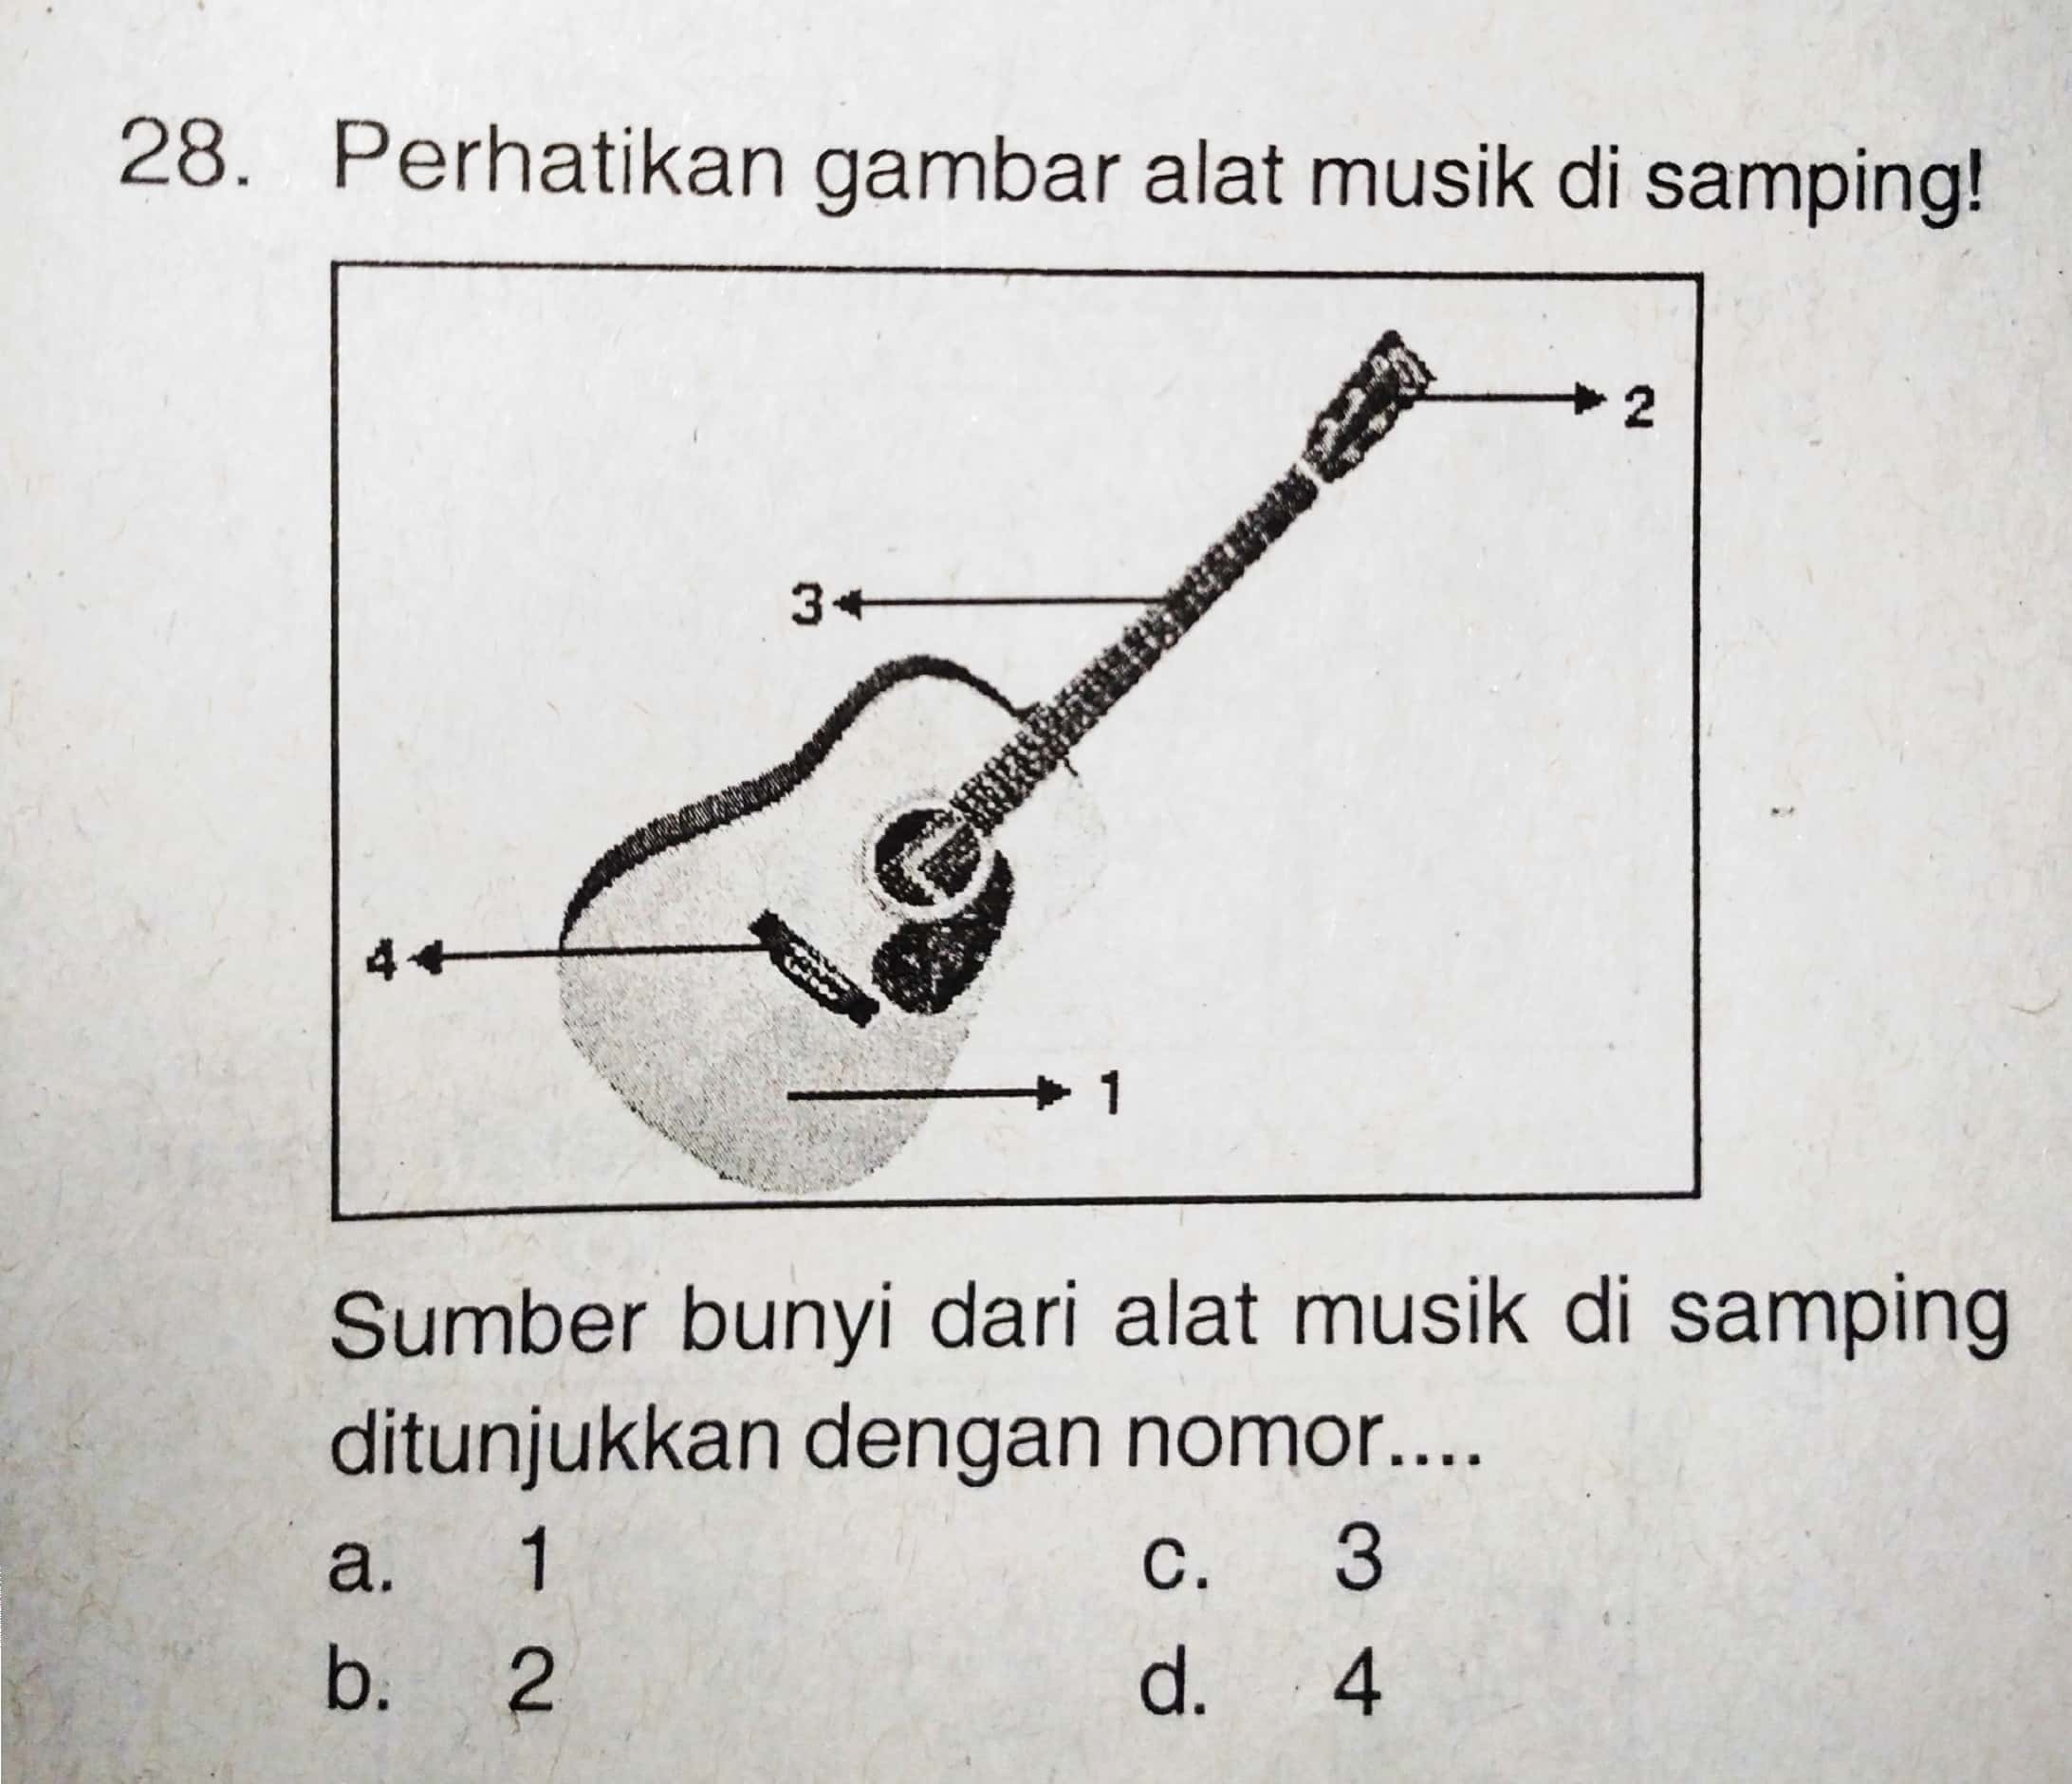 28. Perhatikan gambar alat musik di samping!
2
3
4
1
Sumber bunyi dari alat musik di samping
ditunjukkan dengan nomor....
a. 1 c. 3
b. 2 d. 4